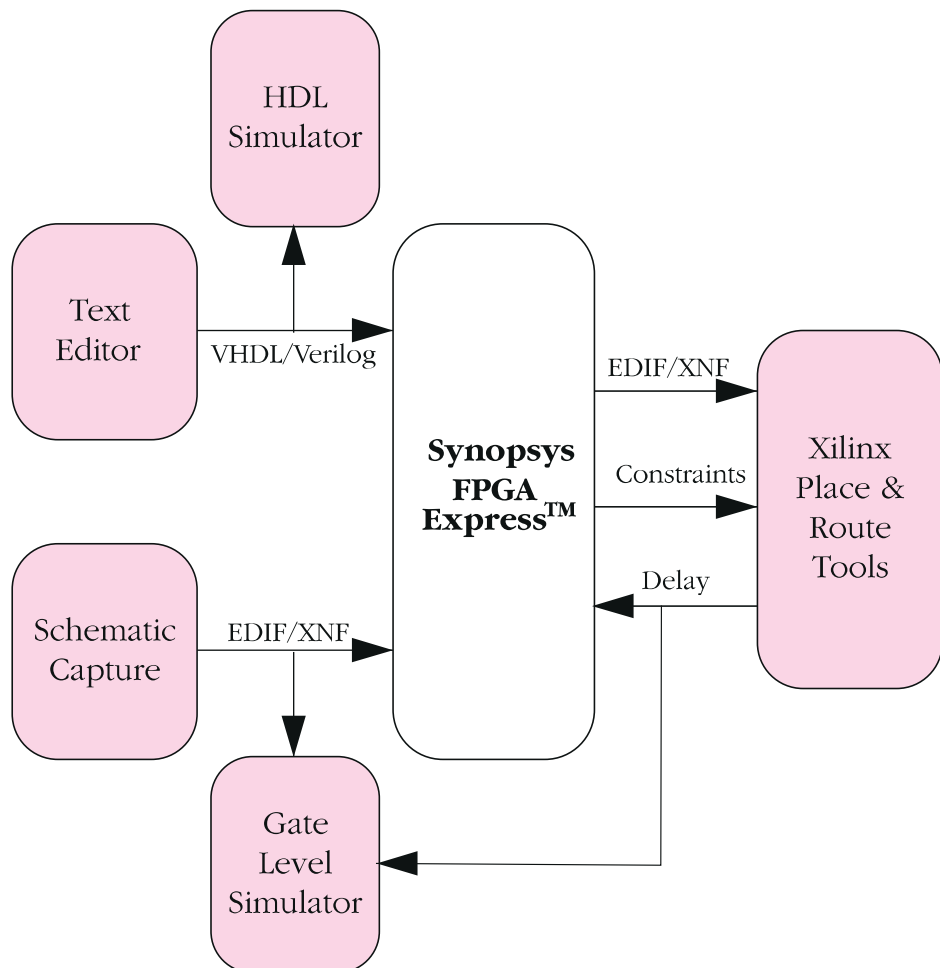 HDL
Simulator
Text
Editor
VHDL/Verilog
Synopsys
FPGA
Express™
EDIF/XNF
Constraints
Delay
Xilinx
Place &
Route
Tools
Schematic
Capture
EDIF/XNF
Gate
Level
Simulator